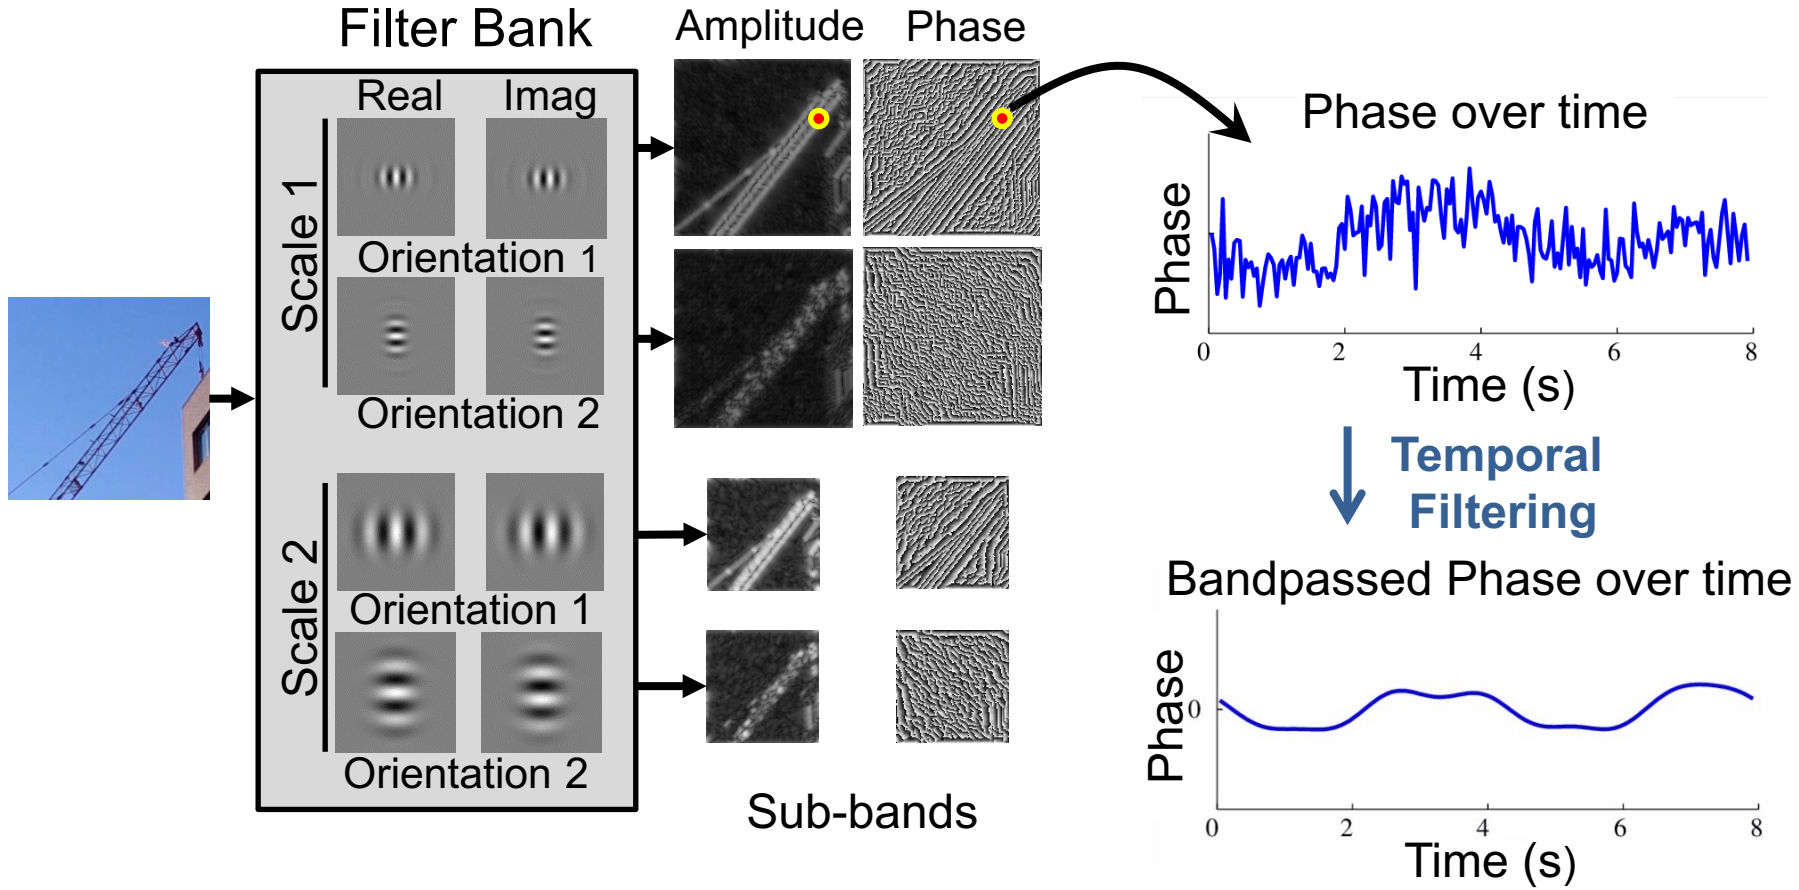 Filter Bank
Real Imag
Scale 1
Orientation 1
Orientation 2
Scale 2
Orientation 1
Orientation 2
Amplitude Phase
Sub-bands
Phase over time
Phase
0 2 4 6 8
Time (s)
Temporal
Filtering
Bandpassed Phase over time
Phase
0
0 2 4 6 8
Time (s)